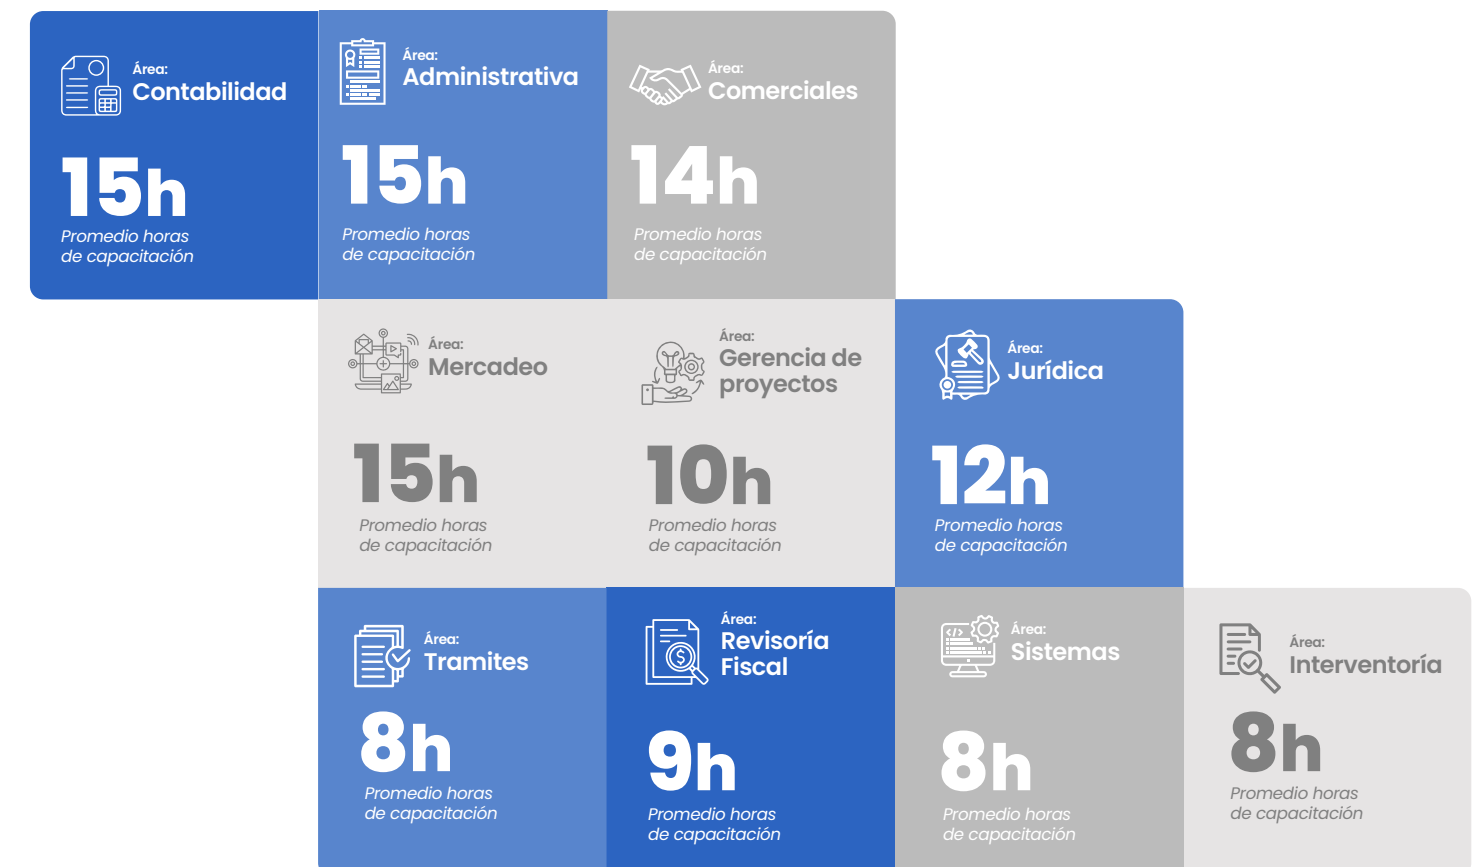 Área:
Contabilidad
15h
Promedio horas
de capacitación
Área:
Administrativa
15h
Promedio horas
de capacitación
Área:
Comerciales
14h
Promedio horas
de capacitación
Área:
Mercadeo
15h
Promedio horas
de capacitación
Área:
Gerencia de
proyectos
10h
Promedio horas
de capacitación
Área:
Jurídica
12h
Promedio horas
de capacitación
Área:
Tramites
8h
Promedio horas
de capacitación
Área:
Revisoría
Fiscal
9h
Promedio horas
de capacitación
Área:
Sistemas
8h
Promedio horas
de capacitación
Área:
Interventoría
8h
Promedio horas
de capacitación